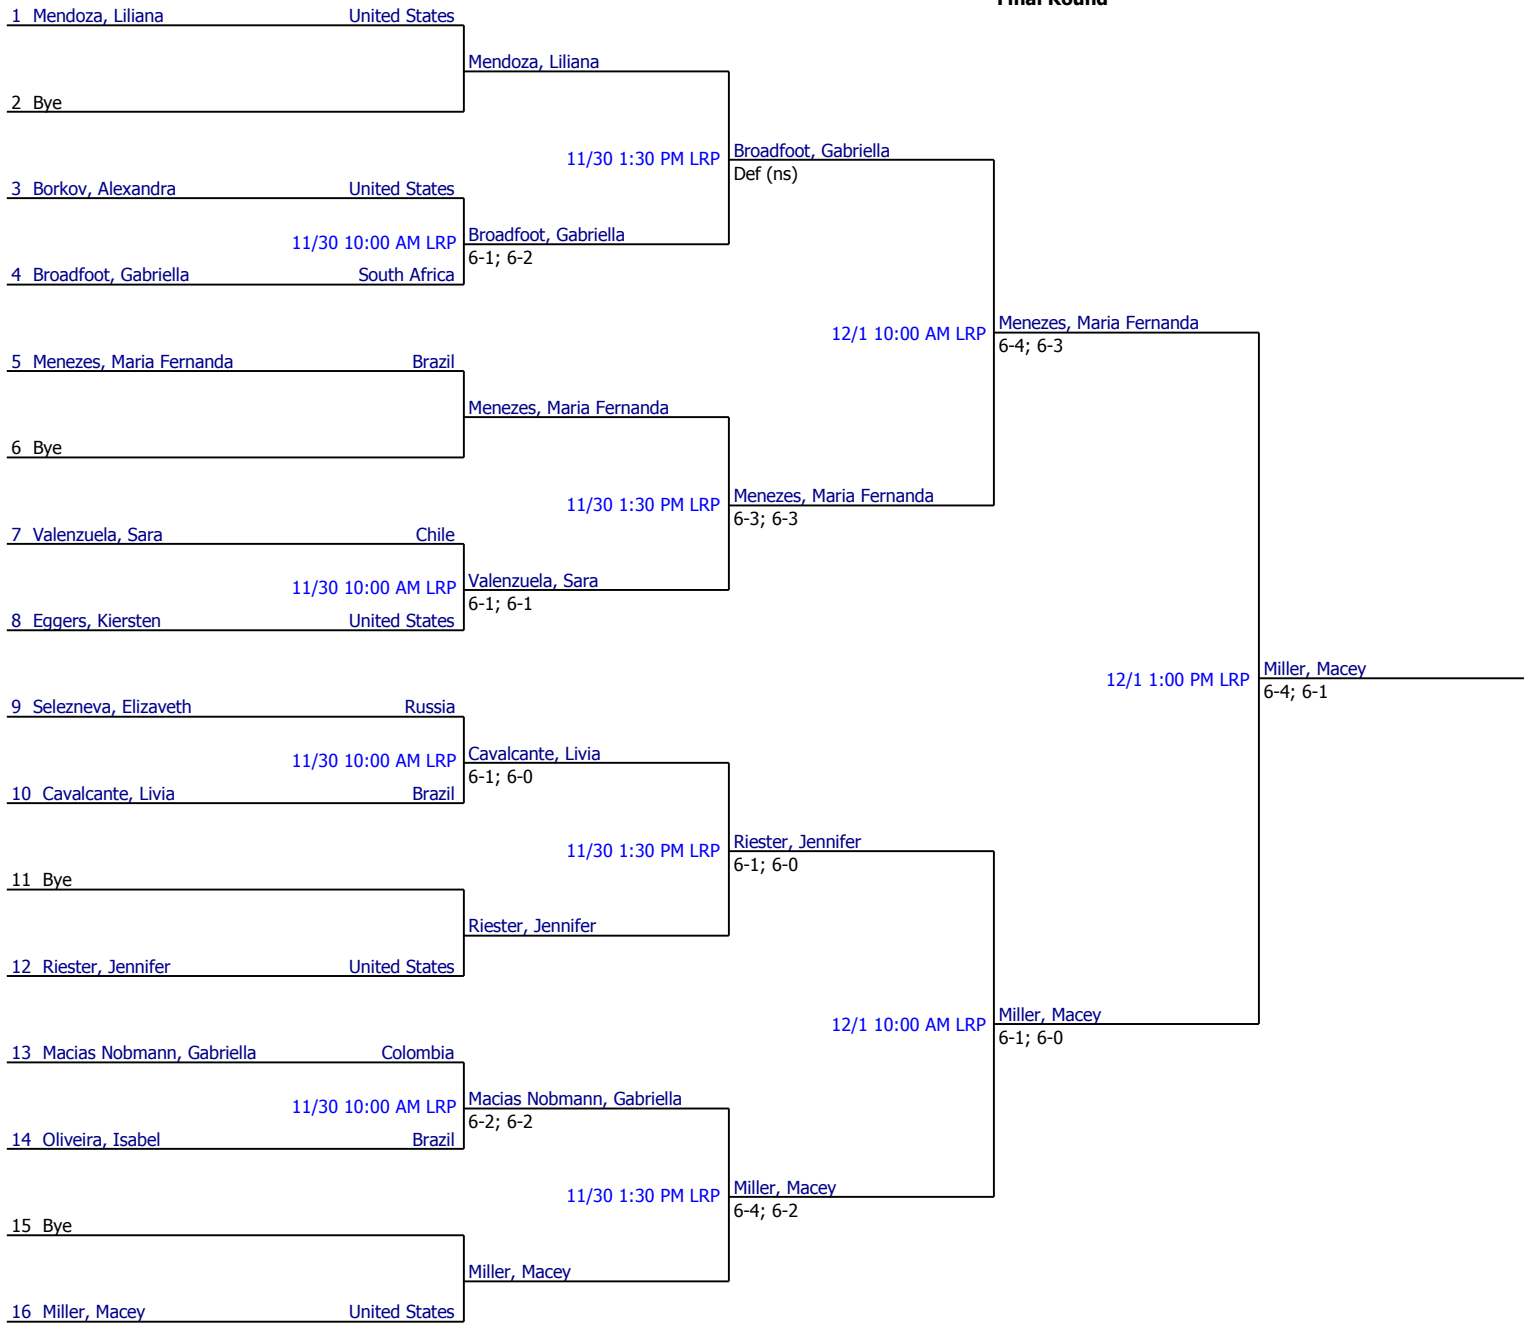 Final Round
1 Mendoza, Liliana United States
Mendoza, Liliana
2 Bye
11/30 1:30 PM LRP Broadfoot, Gabriella
Def (ns)
3 Borkov, Alexandra United States
11/30 10:00 AM LRP Broadfoot, Gabriella
6-1; 6-2
4 Broadfoot, Gabriella South Africa
12/1 10:00 AM LRP Menezes, Maria Fernanda
6-4; 6-3
5 Menezes, Maria Fernanda Brazil
Menezes, Maria Fernanda
6 Bye
11/30 1:30 PM LRP Menezes, Maria Fernanda
6-3; 6-3
7 Valenzuela, Sara Chile
11/30 10:00 AM LRP Valenzuela, Sara
6-1; 6-1
8 Eggers, Kiersten United States
12/1 1:00 PM LRP Miller, Macey
6-4; 6-1
9 Selezneva, Elizaveth Russia
11/30 10:00 AM LRP Cavalcante, Livia
6-1; 6-0
10 Cavalcante, Livia Brazil
11/30 1:30 PM LRP Riester, Jennifer
6-1; 6-0
11 Bye
Riester, Jennifer
12 Riester, Jennifer United States
12/1 10:00 AM LRP Miller, Macey
6-1; 6-0
13 Macias Nobmann, Gabriella Colombia
11/30 10:00 AM LRP Macias Nobmann, Gabriella
6-2; 6-2
14 Oliveira, Isabel Brazil
11/30 1:30 PM LRP Miller, Macey
6-4; 6-2
15 Bye
Miller, Macey
16 Miller, Macey United States